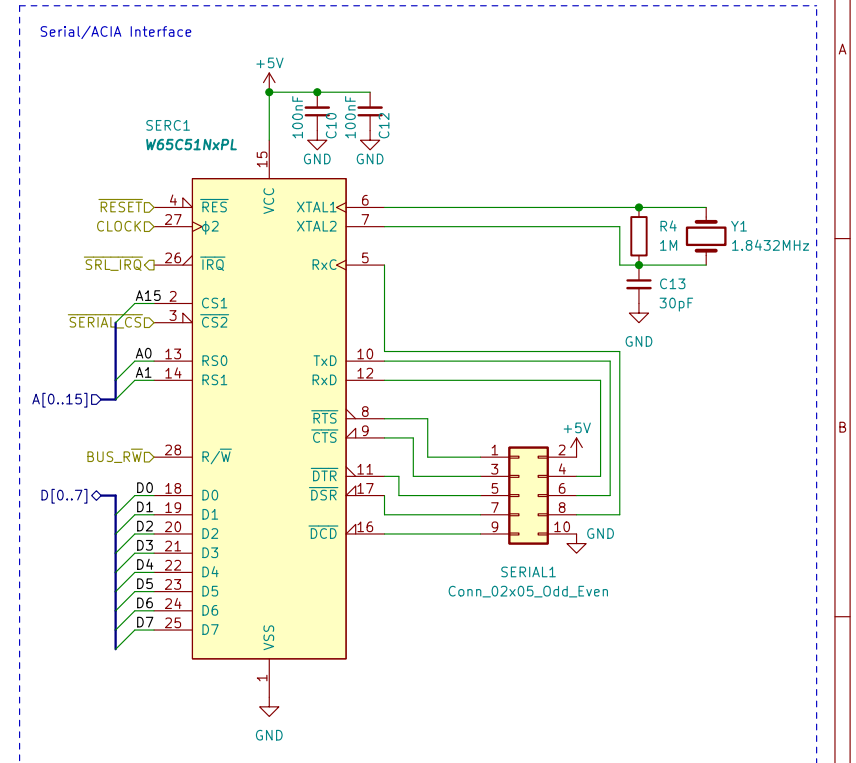 Serial/ACIA Interface
A
+5V
100nF
C10
100nF
C12
SERC1
W65C51NxPL
GND
GND
15
VCC
RESET 4 RES
XTAL1 6
CLOCK 27 ϕ2
XTAL2 7
R4
1M
Y1
1.8432MHz
SRL_IRQ 26 IRQ
RxC 5
C13
30pF
GND
A15 2 CS1
SERIAL_CS 3 CS2
A0 13 RS0
TxD 10
A1 14 RS1
RxD 12
A[0..15]
RTS 8
CTS 9
B
+5V
BUS_RW 28 R/W
1 2
DTR 11
3 4
D[0..7]
D0 18 D0
DSR 17
5 6
D1 19 D1
7 8
D2 20 D2
DCD 16
9 10
GND
D3 21 D3
D4 22 D4
SERIAL1
D5 23 D5
Conn_02x05_Odd_Even
D6 24 D6
D7 25 D7
VSS
1
GND